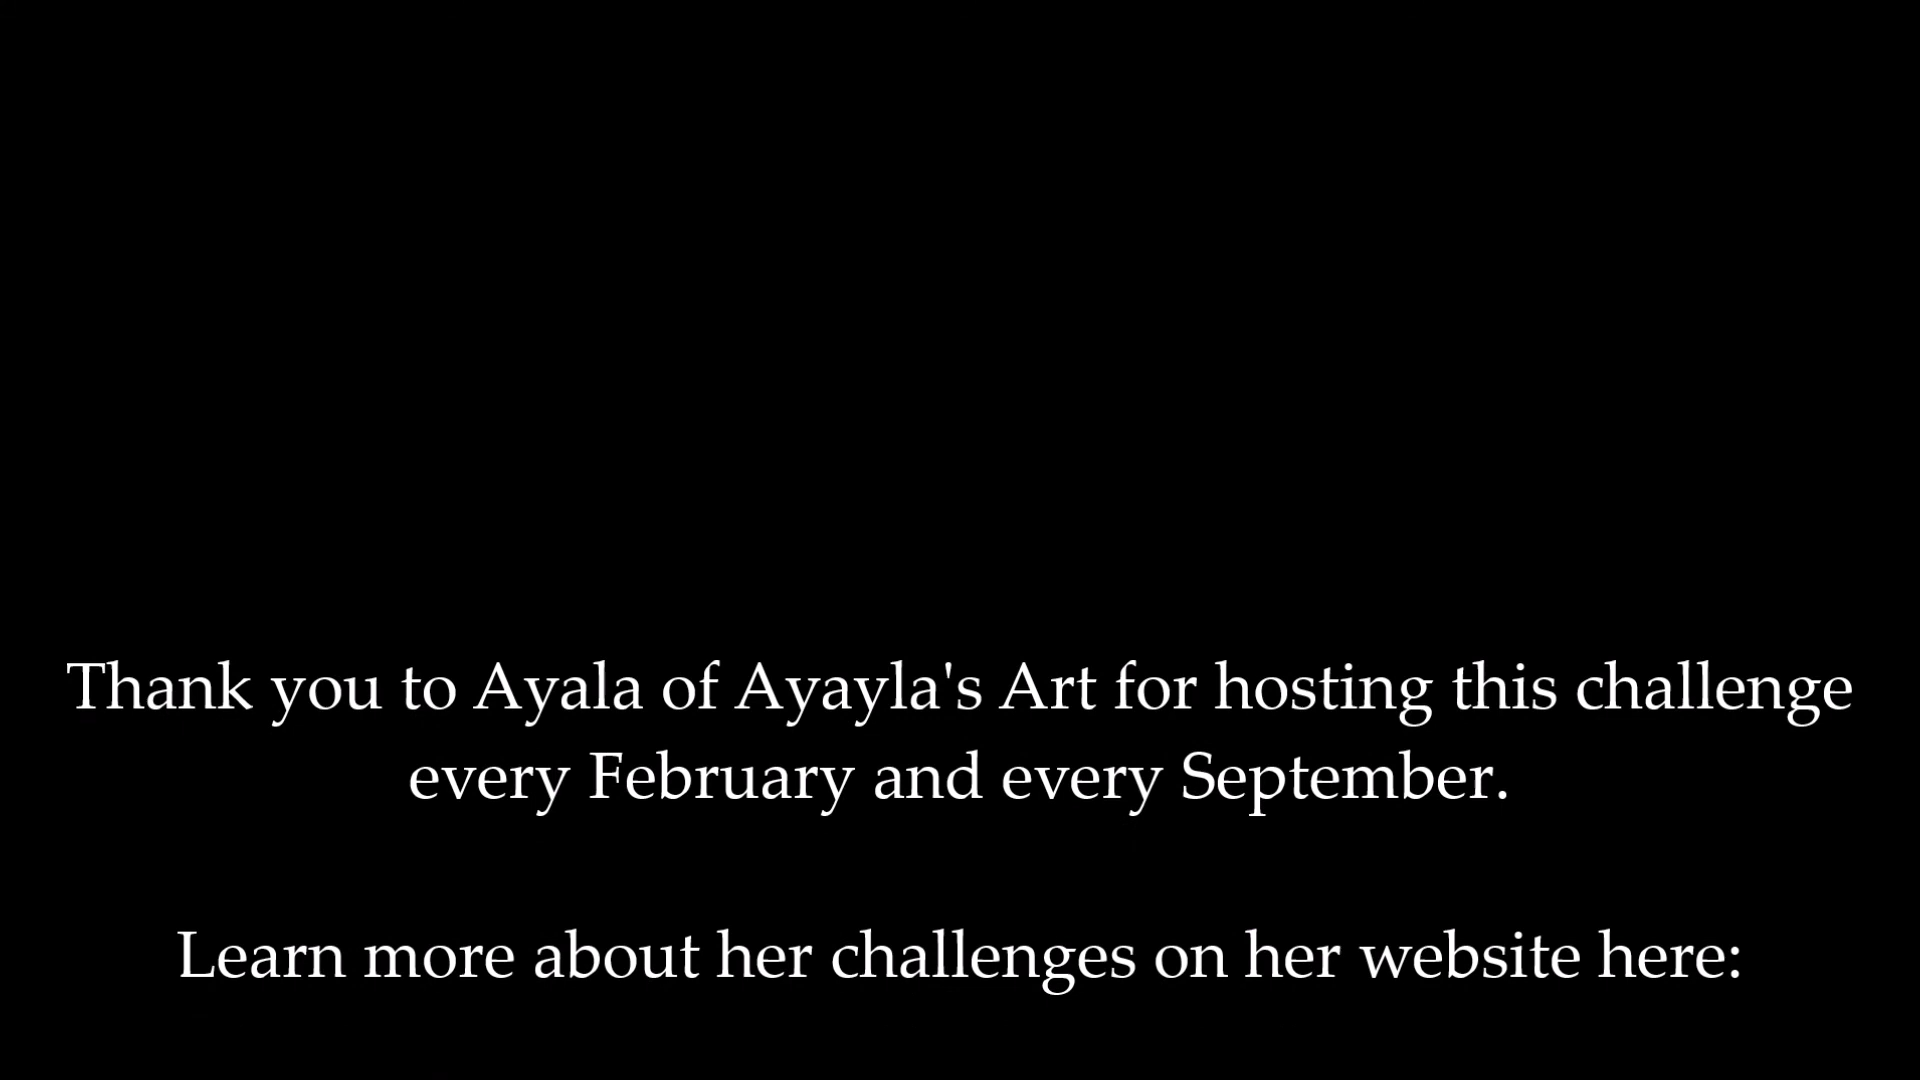 Thank you to Ayala of Ayayla's Art for hosting this challenge
every February and every September.
Learn more about her challenges on her website here: